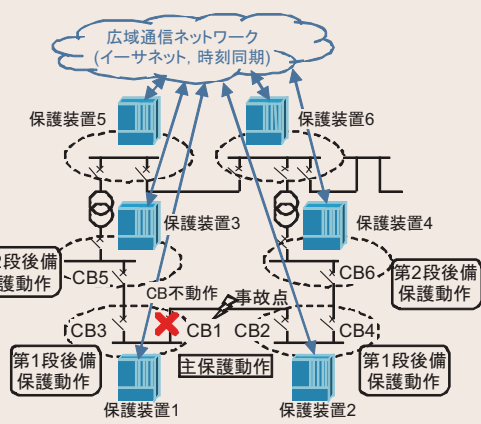 広域通信ネットワーク
(イーサネット, 時刻同期)
保護装置5
保護装置6
保護装置3
保護装置4
2段後備
護動作
CB5
CB6
第2段後備
保護動作
CB不動作
事故点
CB3
CB1
CB2
CB4
第1段後備
保護動作
主保護動作
第1段後備
保護動作
保護装置1
保護装置2